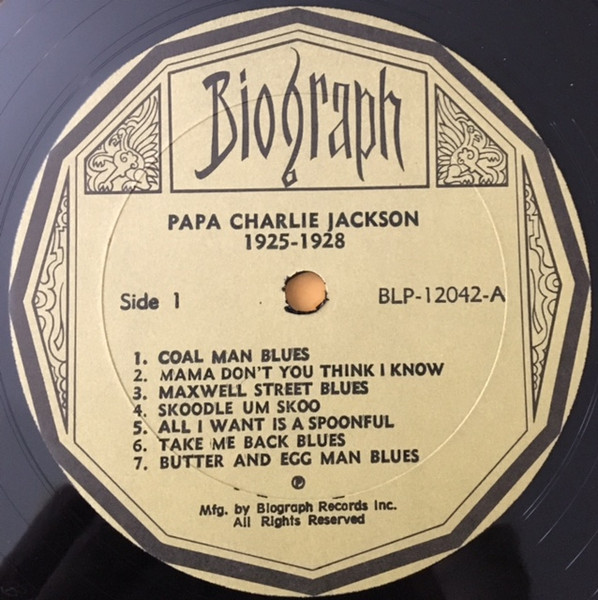 Biograph
PAPA CHARLIE JACKSON
1925-1928
Side 1 BLP-12042-A
1. COAL MAN BLUES
2. MAMA DON'T YOU THINK I KNOW
3. MAXWELL STREET BLUES
4. SKOODLE UM SKOO
5. ALL I WANT IS A SPOONFUL
6. TAKE ME BACK BLUES
7. BUTTER AND EGG MAN BLUES
℗
Mfg. by Biograph Records Inc.
All Rights Reserved